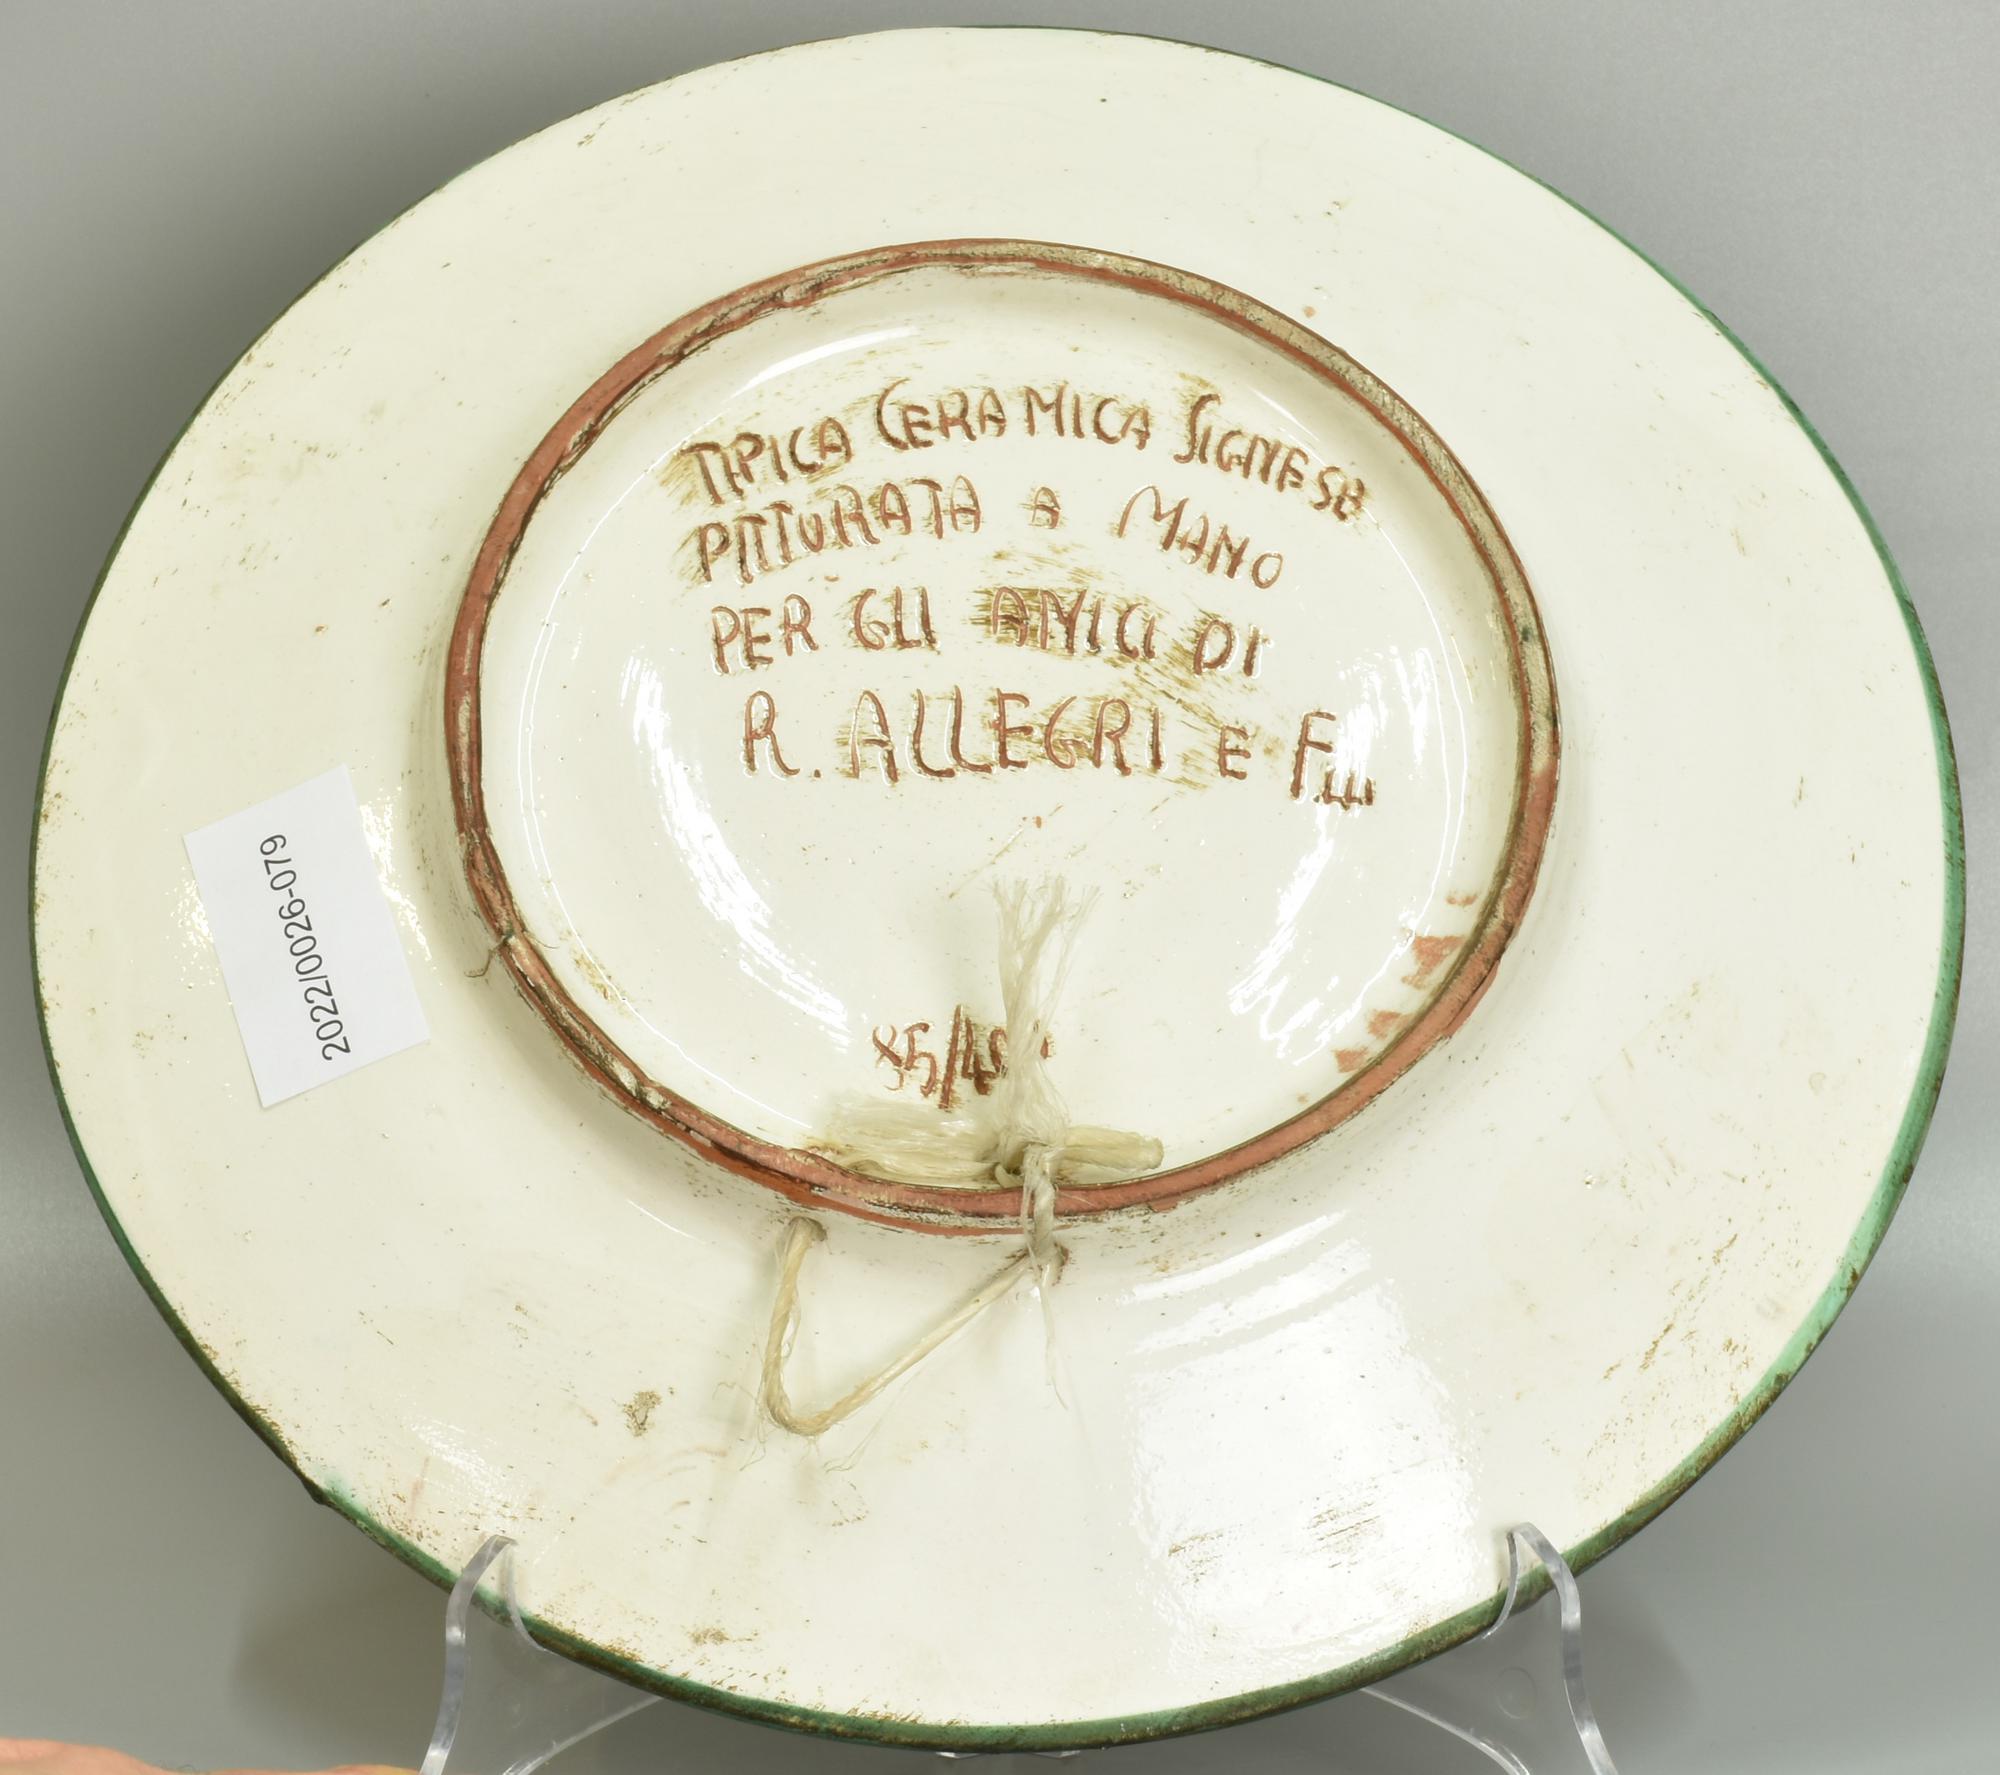 TIPICA CERAMICA SIGNESE
PITTURATA A MANO
PER GLI AMICI DI
R. ALLEGRI E F.LLI
2022/0026-079